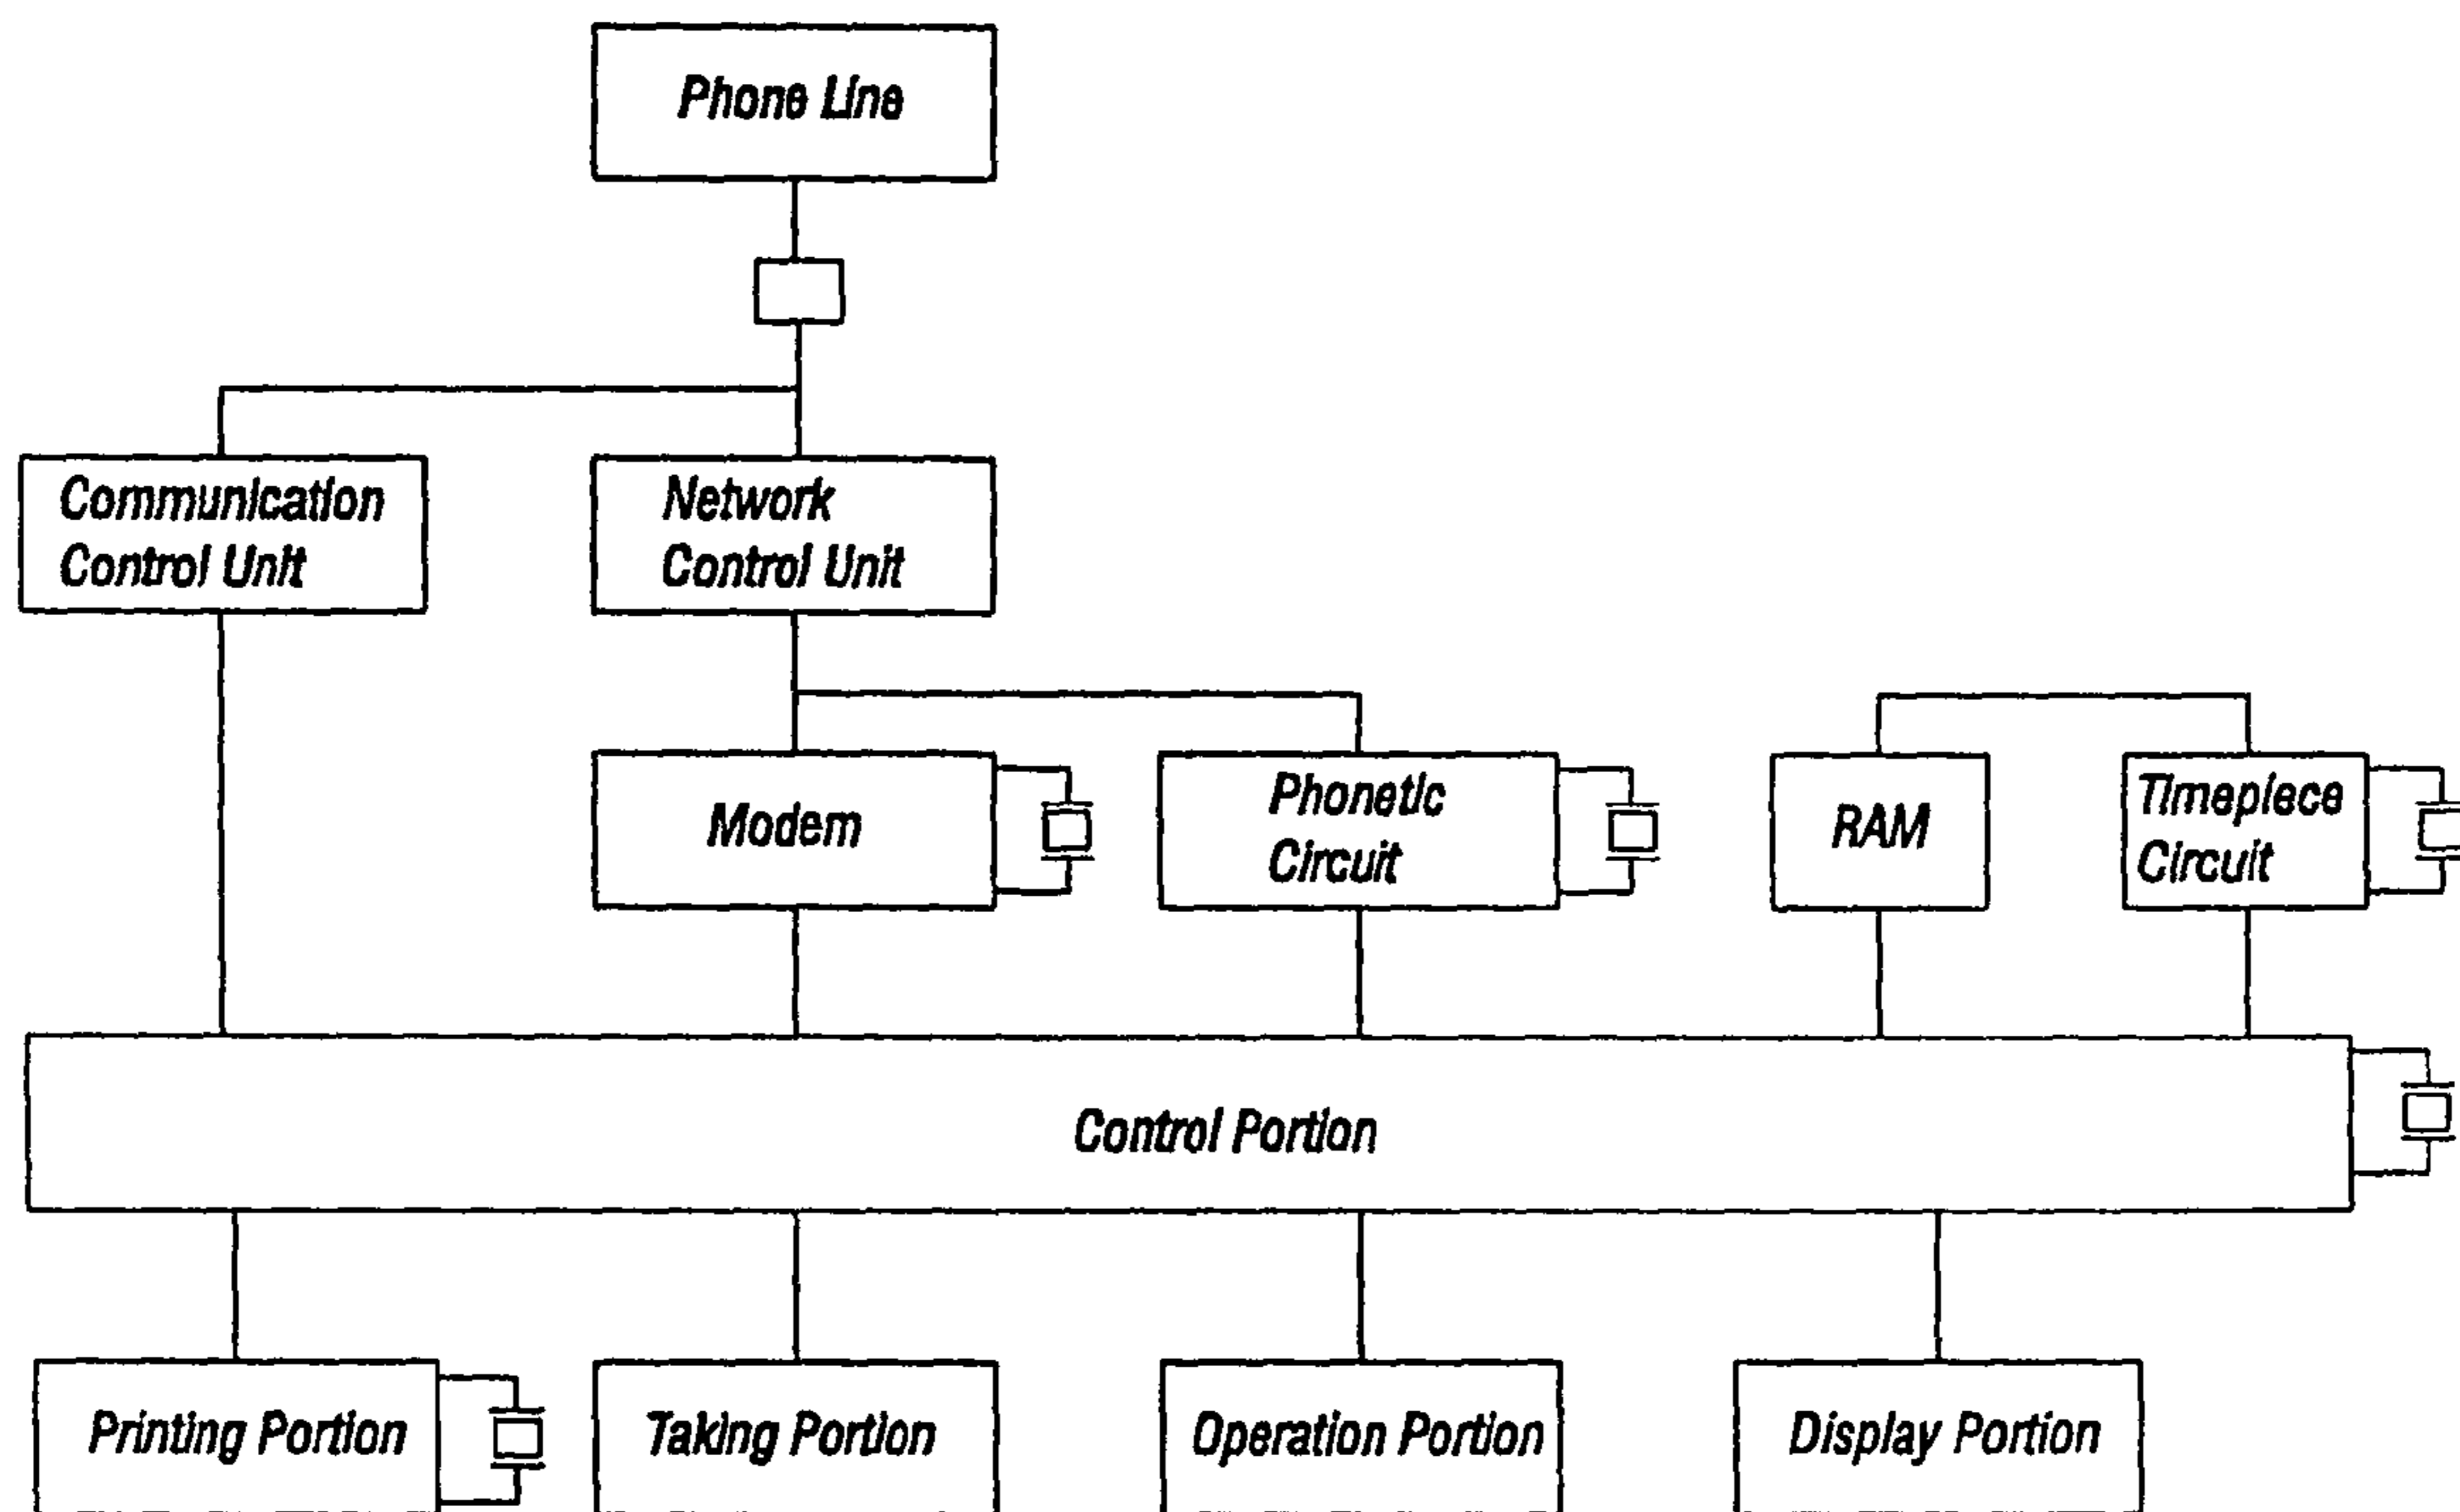 Phone Line
Communication
Control Unit
Network
Control Unit
Modem
Phonetic
Circuit
RAM
Timepiece
Circuit
Control Portion
Printing Portion
Taking Portion
Operation Portion
Display Portion